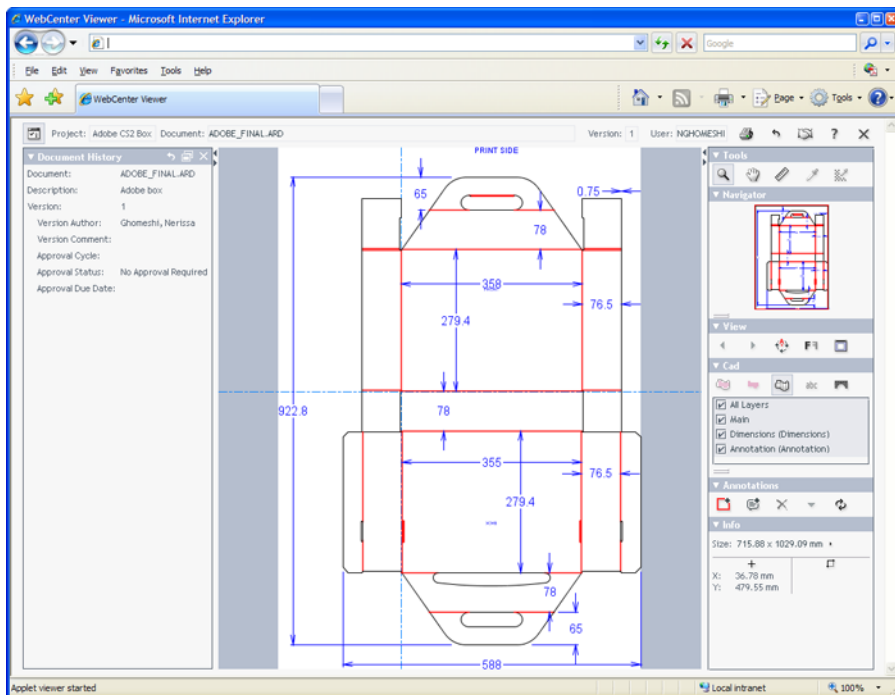 WebCenter Viewer - Microsoft Internet Explorer
Google
File Edit View Favorites Tools Help
WebCenter Viewer
Page Tools
Project: Adobe CS2 Box Document: ADOBE_FINAL.ARD Version: 1 User: NGHOMESHI ?
Document History
Document: ADOBE_FINAL.ARD
Description: Adobe box
Version: 1
Version Author: Ghomeshi, Nerissa
Version Comment:
Approval Cycle:
Approval Status: No Approval Required
Approval Due Date:
PRINT SIDE
65
0.75
78
358
76.5
279.4
922.8
78
355
76.5
279.4
78
65
588
Tools
Navigator
View
Cad
abc
All Layers
Main
Dimensions (Dimensions)
Annotation (Annotation)
Annotations
Info
Size: 715.88 x 1029.09 mm
X: 36.78 mm
Y: 479.55 mm
Applet viewer started
Local intranet
100%